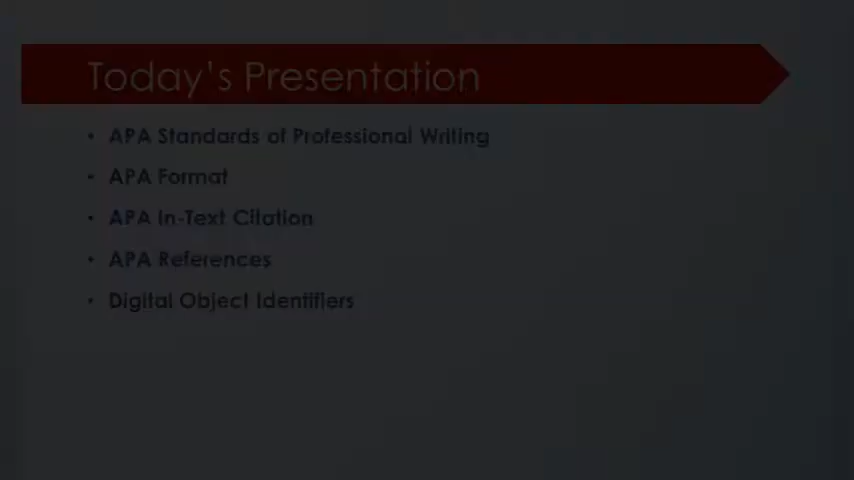 Today's Presentation
• APA Standards of Professional Writing
• APA Format
• APA In-Text Citation
• APA References
• Digital Object Identifiers